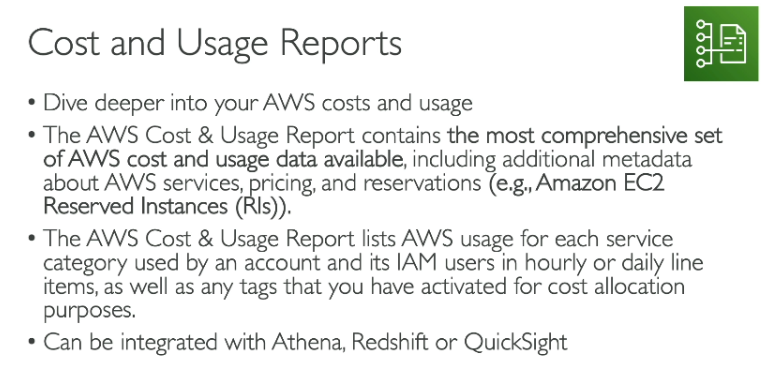 Cost and Usage Reports
• Dive deeper into your AWS costs and usage
• The AWS Cost & Usage Report contains the most comprehensive set
of AWS cost and usage data available, including additional metadata
about AWS services, pricing, and reservations (e.g., Amazon EC2
Reserved Instances (RIs)).
• The AWS Cost & Usage Report lists AWS usage for each service
category used by an account and its IAM users in hourly or daily line
items, as well as any tags that you have activated for cost allocation
purposes.
• Can be integrated with Athena, Redshift or QuickSight